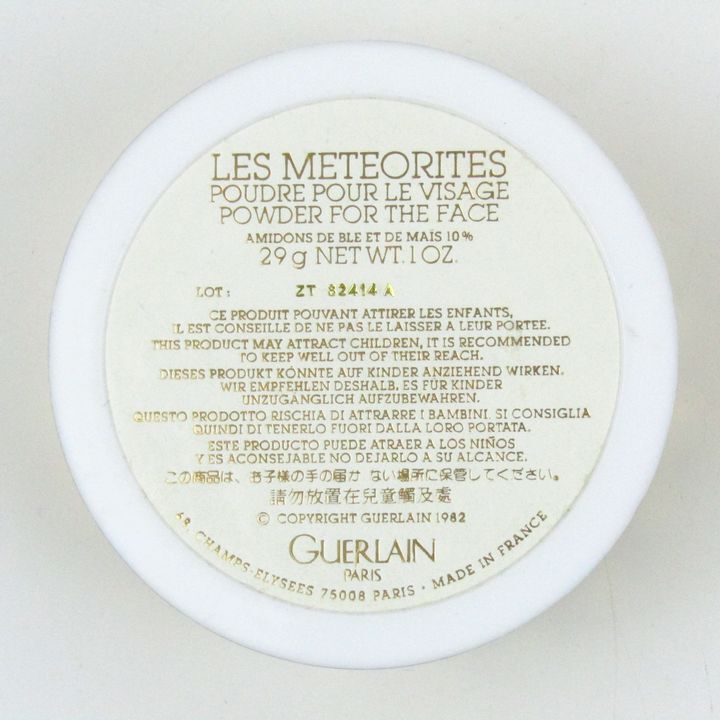 LES METEORITES
POUDRE POUR LE VISAGE
POWDER FOR THE FACE
AMIDONS DE BLE ET DE MAIS 10%
29g NET WT. 1 OZ.
LOT: ZT 82414 A
CE PRODUIT POUVANT ATTIRER LES ENFANTS,
IL EST CONSEILLE DE NE PAS LE LAISSER A LEUR PORTEE.
THIS PRODUCT MAY ATTRACT CHILDREN, IT IS RECOMMENDED
TO KEEP WELL OUT OF THEIR REACH.
DIESES PRODUKT KÖNNTE AUF KINDER ANZIEHEND WIRKEN.
WIR EMPFEHLEN DESHALB, ES FÜR KINDER
UNZUGÄNGLICH AUFZUBEWAHREN.
QUESTO PRODOTTO RISCHIA DI ATTRARRE I BAMBINI. SI CONSIGLIA
QUINDI DI TENERLO FUORI DALLA LORO PORTATA.
ESTE PRODUCTO PUEDE ATRAER A LOS NIÑOS
Y ES ACONSEJABLE NO DEJARLO A SU ALCANCE.
この商品は、お子様の手の届か ない場所に保管してください。
請勿放置在兒童觸及處
© COPYRIGHT GUERLAIN 1982
GUERLAIN
PARIS
68, CHAMPS-ELYSEES 75008 PARIS · MADE IN FRANCE